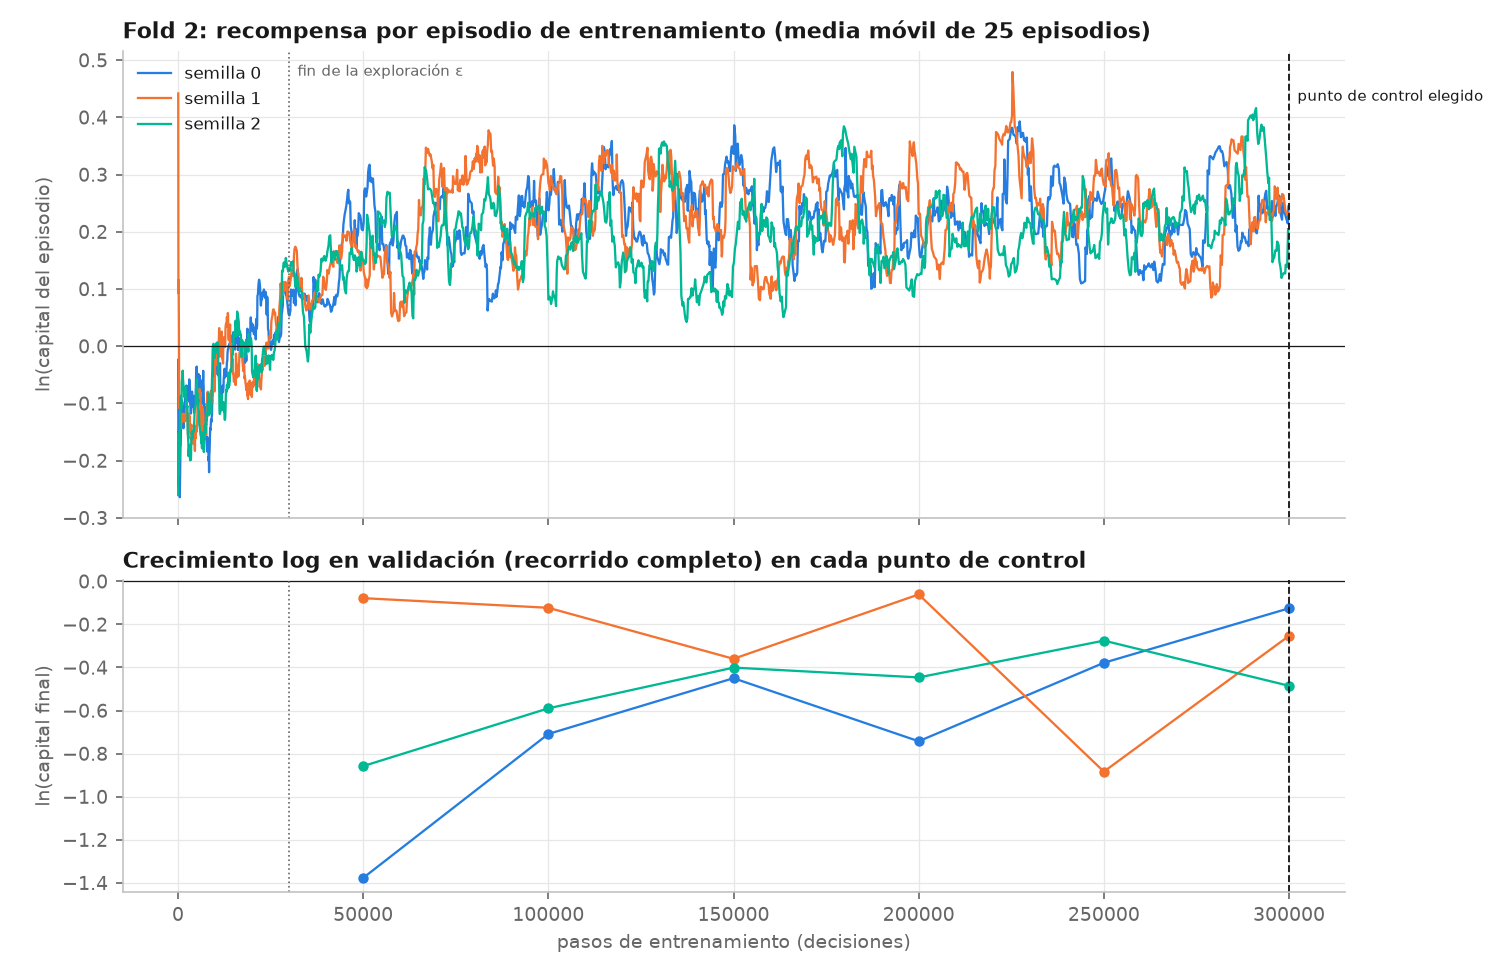 Fold 2: recompensa por episodio de entrenamiento (media móvil de 25 episodios)
ln(capital del episodio)
0.5
0.4
0.3
0.2
0.1
0.0
−0.1
−0.2
−0.3
semilla 0
semilla 1
semilla 2
fin de la exploración ε
punto de control elegido
Crecimiento log en validación (recorrido completo) en cada punto de control
ln(capital final)
0.0
−0.2
−0.4
−0.6
−0.8
−1.0
−1.2
−1.4
0 50000 100000 150000 200000 250000 300000
pasos de entrenamiento (decisiones)